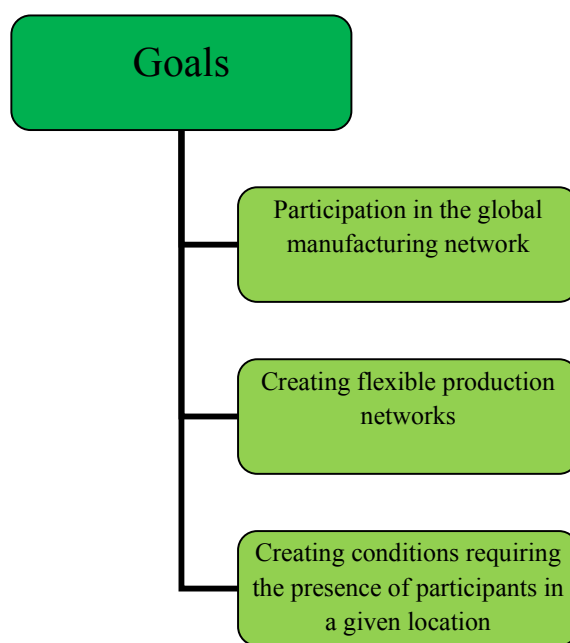 Goals
Participation in the global
manufacturing network
Creating flexible production
networks
Creating conditions requiring
the presence of participants in
a given location